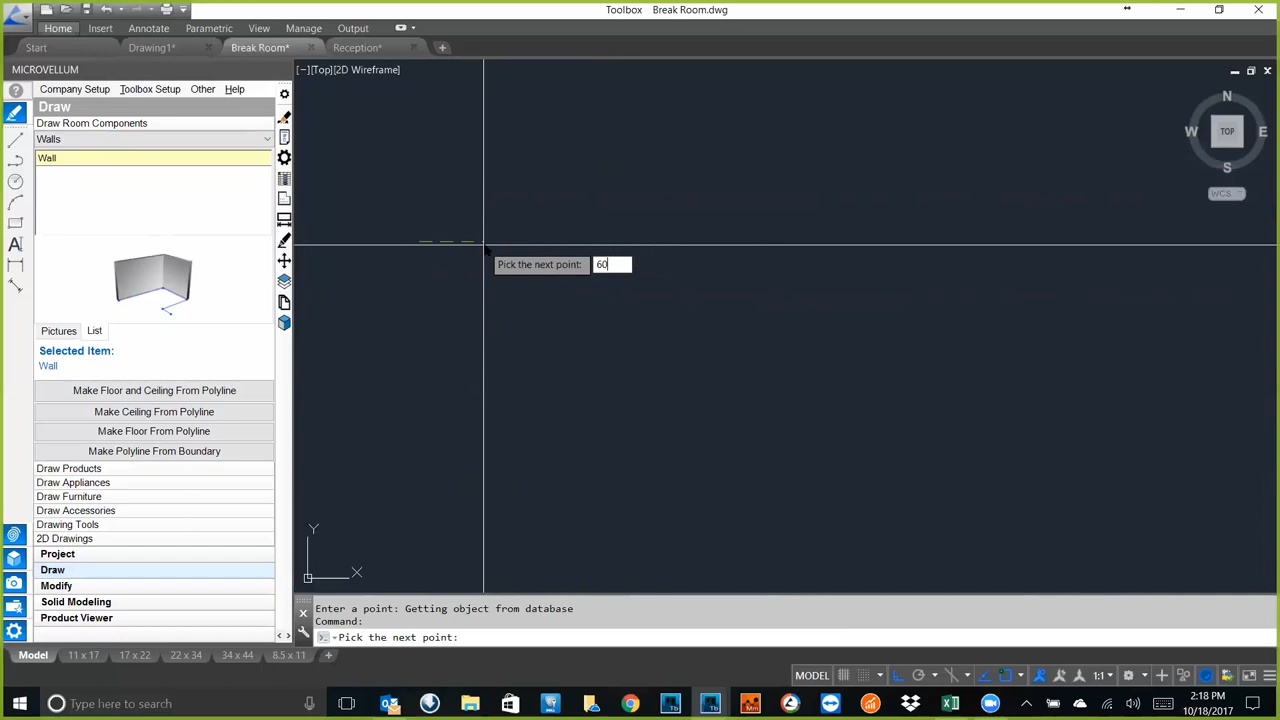 Toolbox Break Room.dwg
Home Insert Annotate Parametric View Manage Output
Start Drawing1* Break Room* Reception*
MICROVELLUM
Company Setup Toolbox Setup Other Help
Draw
Draw Room Components
Walls
Wall
Pictures List
Selected Item:
Wall
Make Floor and Ceiling From Polyline
Make Ceiling From Polyline
Make Floor From Polyline
Make Polyline From Boundary
Draw Products
Draw Appliances
Draw Furniture
Draw Accessories
Drawing Tools
2D Drawings
Project
Draw
Modify
Solid Modeling
Product Viewer
[−][Top][2D Wireframe]
N
W TOP E
S
WCS
Pick the next point: 60
Y
X
Enter a point: Getting object from database
Command:
Pick the next point:
Model 11 x 17 17 x 22 22 x 34 34 x 44 8.5 x 11
MODEL 1:1
Type here to search
2:18 PM
10/18/2017